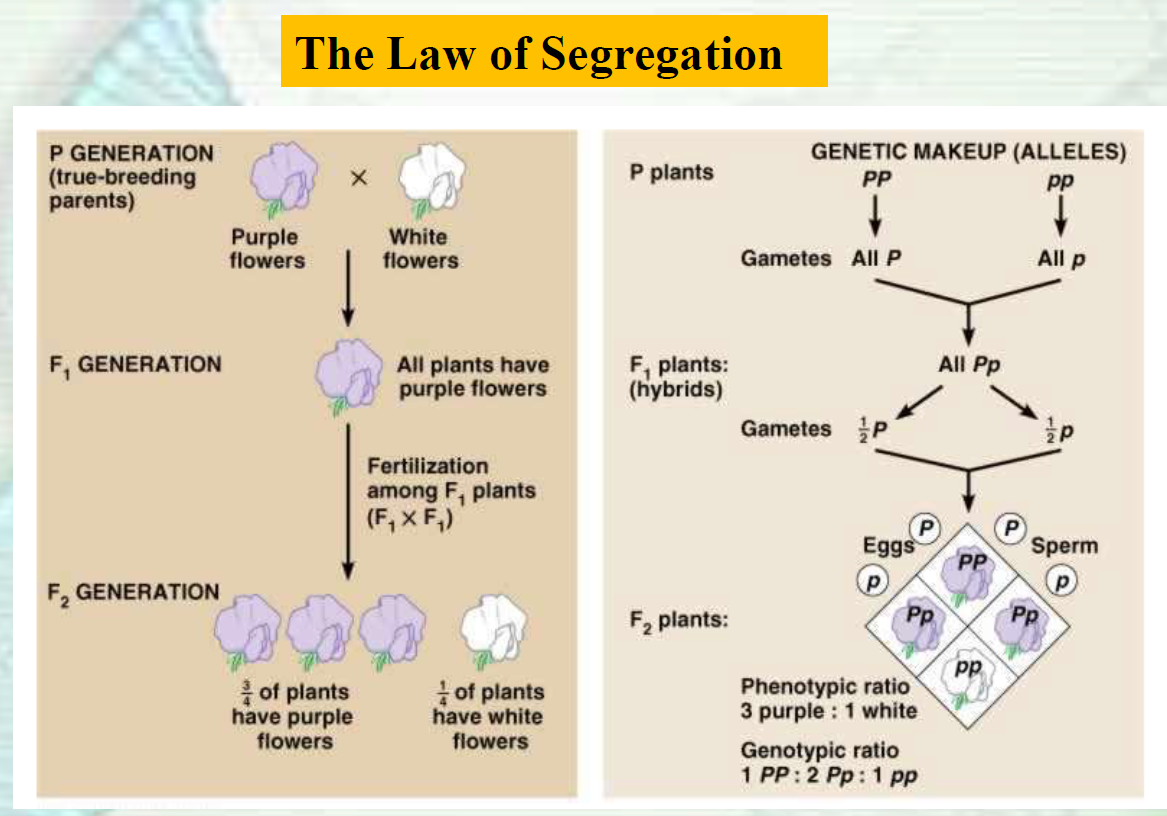 The Law of Segregation
P GENERATION
(true-breeding
parents)
×
Purple
flowers
White
flowers
F₁ GENERATION
All plants have
purple flowers
Fertilization
among F₁ plants
(F₁ X F₁)
F₂ GENERATION
¾ of plants
have purple
flowers
¼ of plants
have white
flowers
GENETIC MAKEUP (ALLELES)
P plants
PP
pp
Gametes
All P
All p
F₁ plants:
(hybrids)
All Pp
Gametes
½P
½p
Eggs
P
p
P
Sperm
p
PP
Pp
Pp
pp
F₂ plants:
Phenotypic ratio
3 purple : 1 white
Genotypic ratio
1 PP : 2 Pp : 1 pp